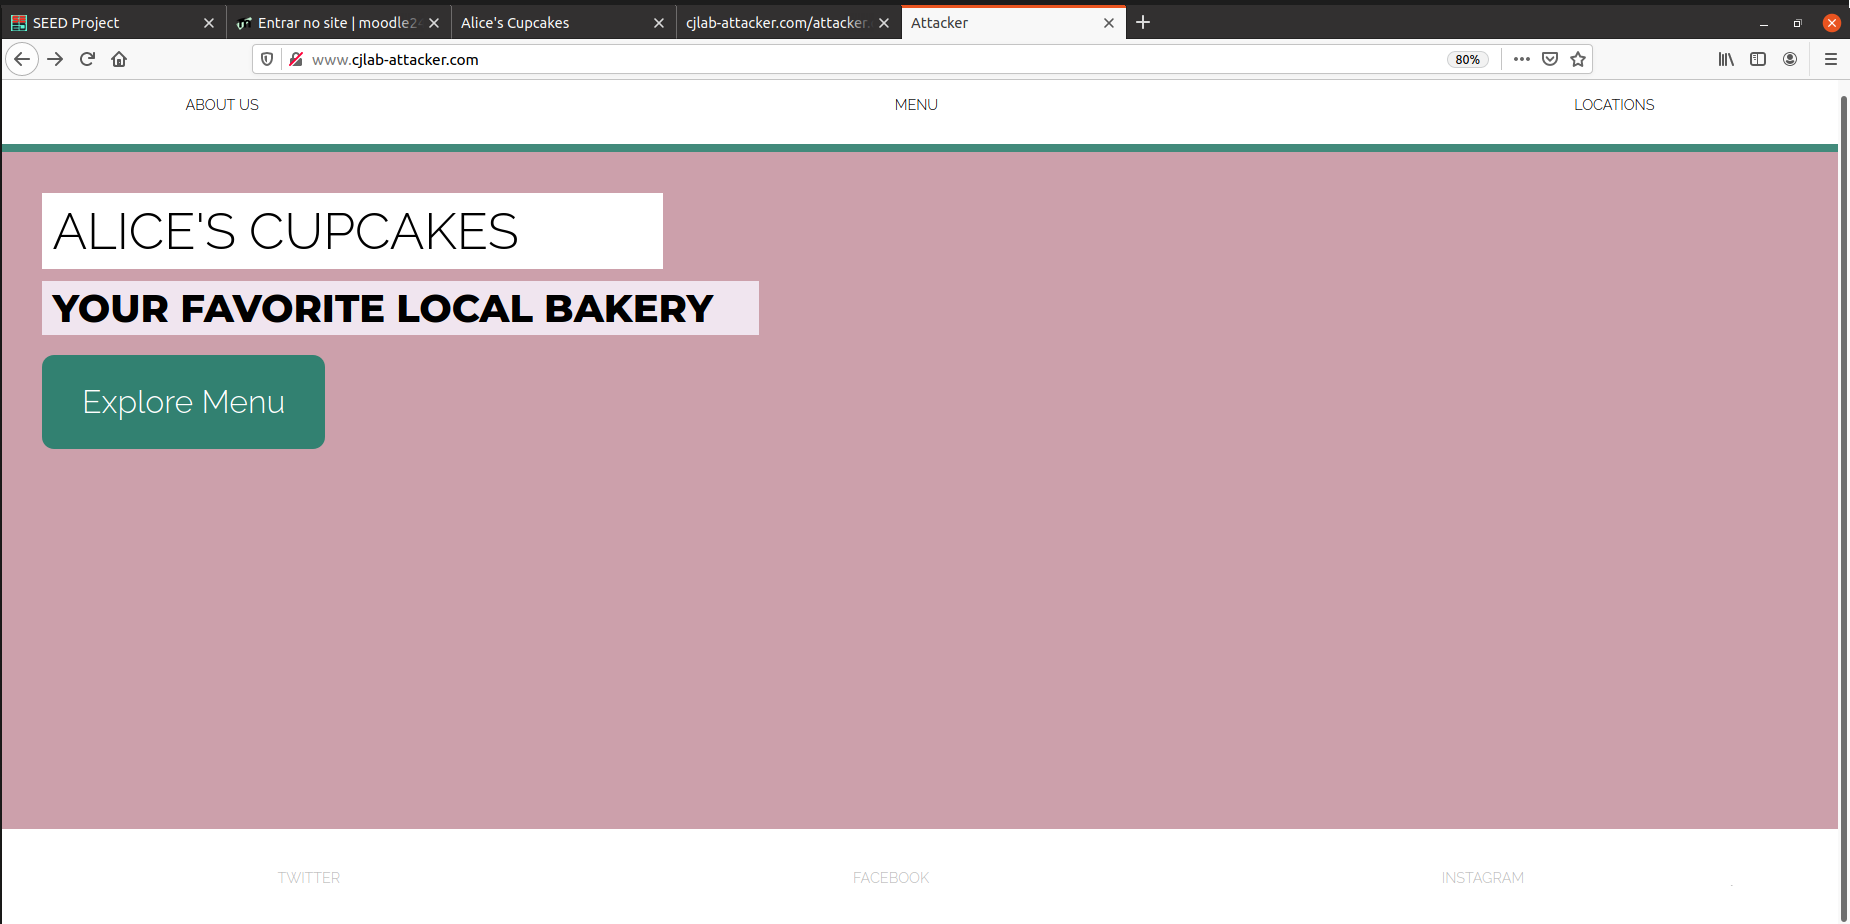 SEED Project
Entrar no site | moodle24
Alice's Cupcakes
cjlab-attacker.com/attacker.
Attacker
www.cjlab-attacker.com
80%
ABOUT US
MENU
LOCATIONS
ALICE'S CUPCAKES
YOUR FAVORITE LOCAL BAKERY
Explore Menu
TWITTER
FACEBOOK
INSTAGRAM